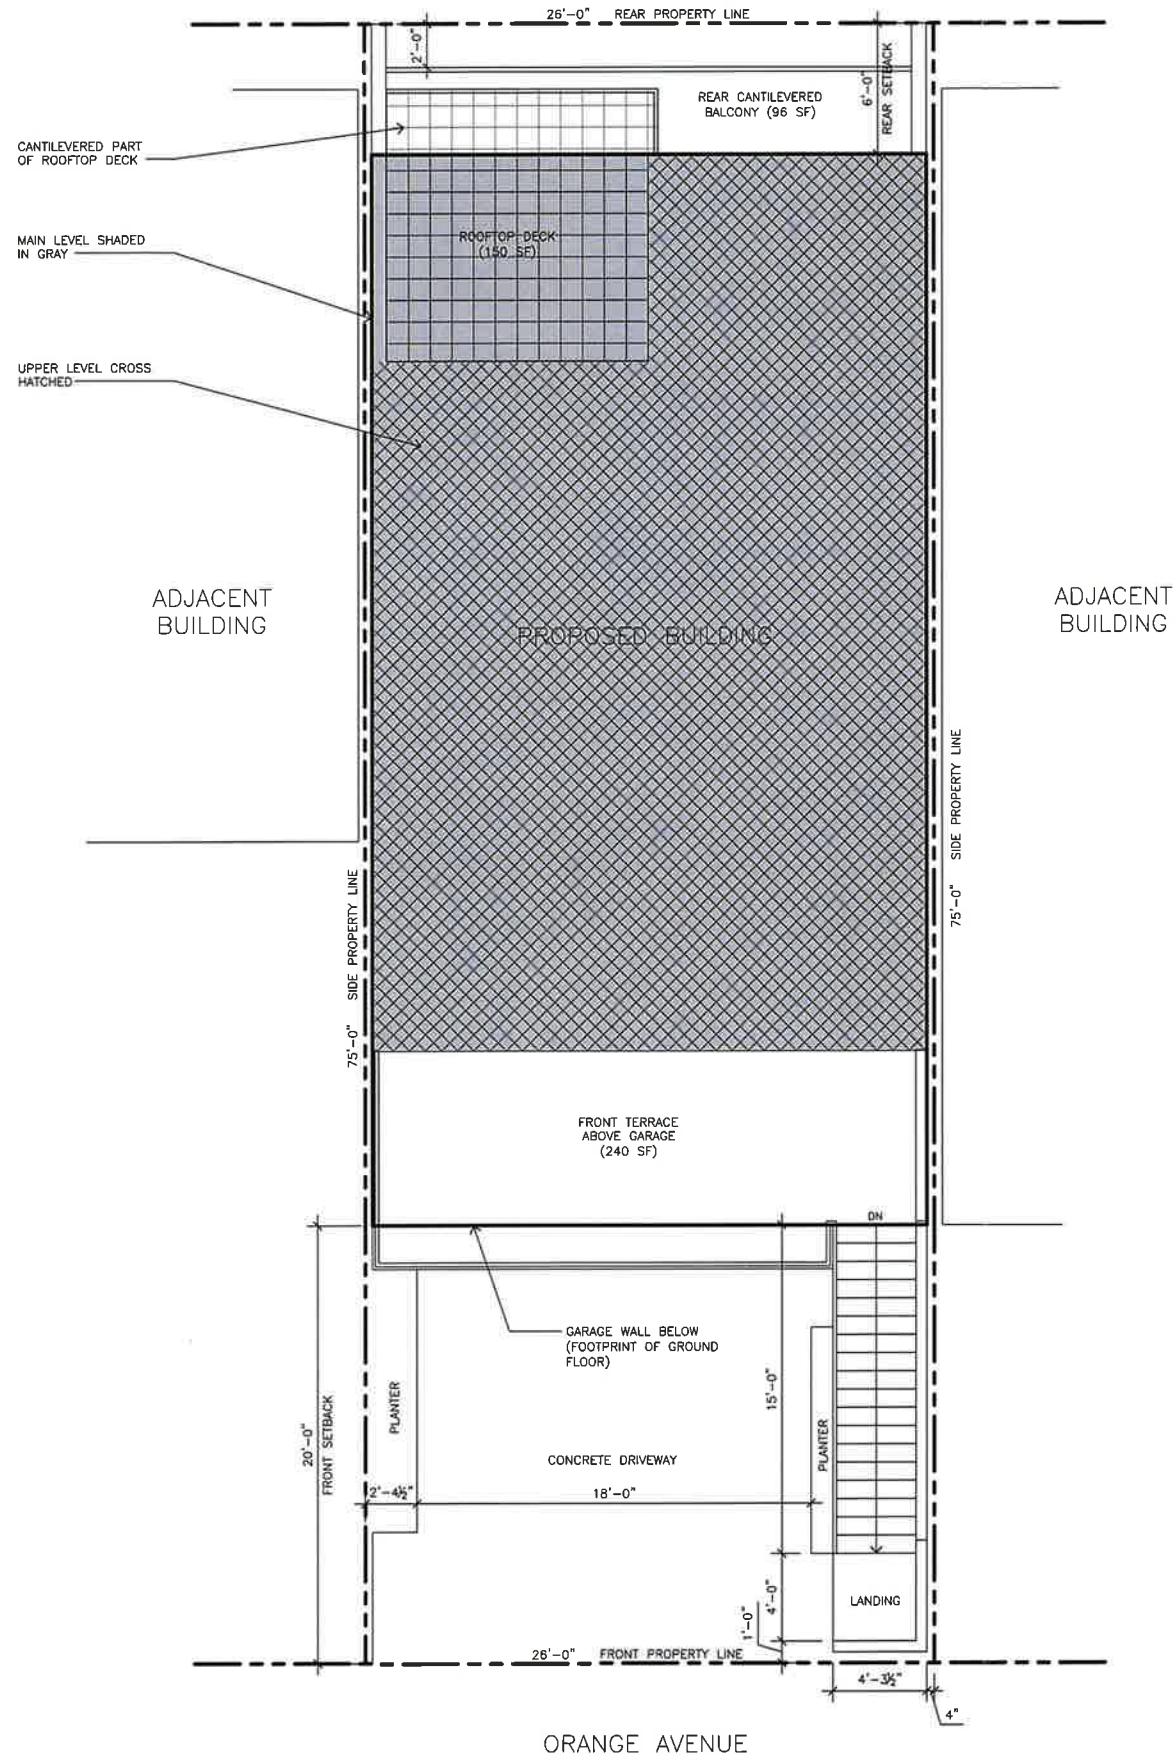 26'-0" REAR PROPERTY LINE
2'-0"
6'-0"
REAR SETBACK
REAR CANTILEVERED
BALCONY (96 SF)
CANTILEVERED PART
OF ROOFTOP DECK
MAIN LEVEL SHADED
IN GRAY
ROOFTOP DECK
(150 SF)
UPPER LEVEL CROSS
HATCHED
ADJACENT
BUILDING
PROPOSED BUILDING
ADJACENT
BUILDING
75'-0" SIDE PROPERTY LINE
75'-0" SIDE PROPERTY LINE
FRONT TERRACE
ABOVE GARAGE
(240 SF)
DN
GARAGE WALL BELOW
(FOOTPRINT OF GROUND
FLOOR)
20'-0"
FRONT SETBACK
PLANTER
15'-0"
PLANTER
CONCRETE DRIVEWAY
2'-4½"
18'-0"
4'-0"
LANDING
1'-0"
26'-0" FRONT PROPERTY LINE
4'-3½"
4"
ORANGE AVENUE